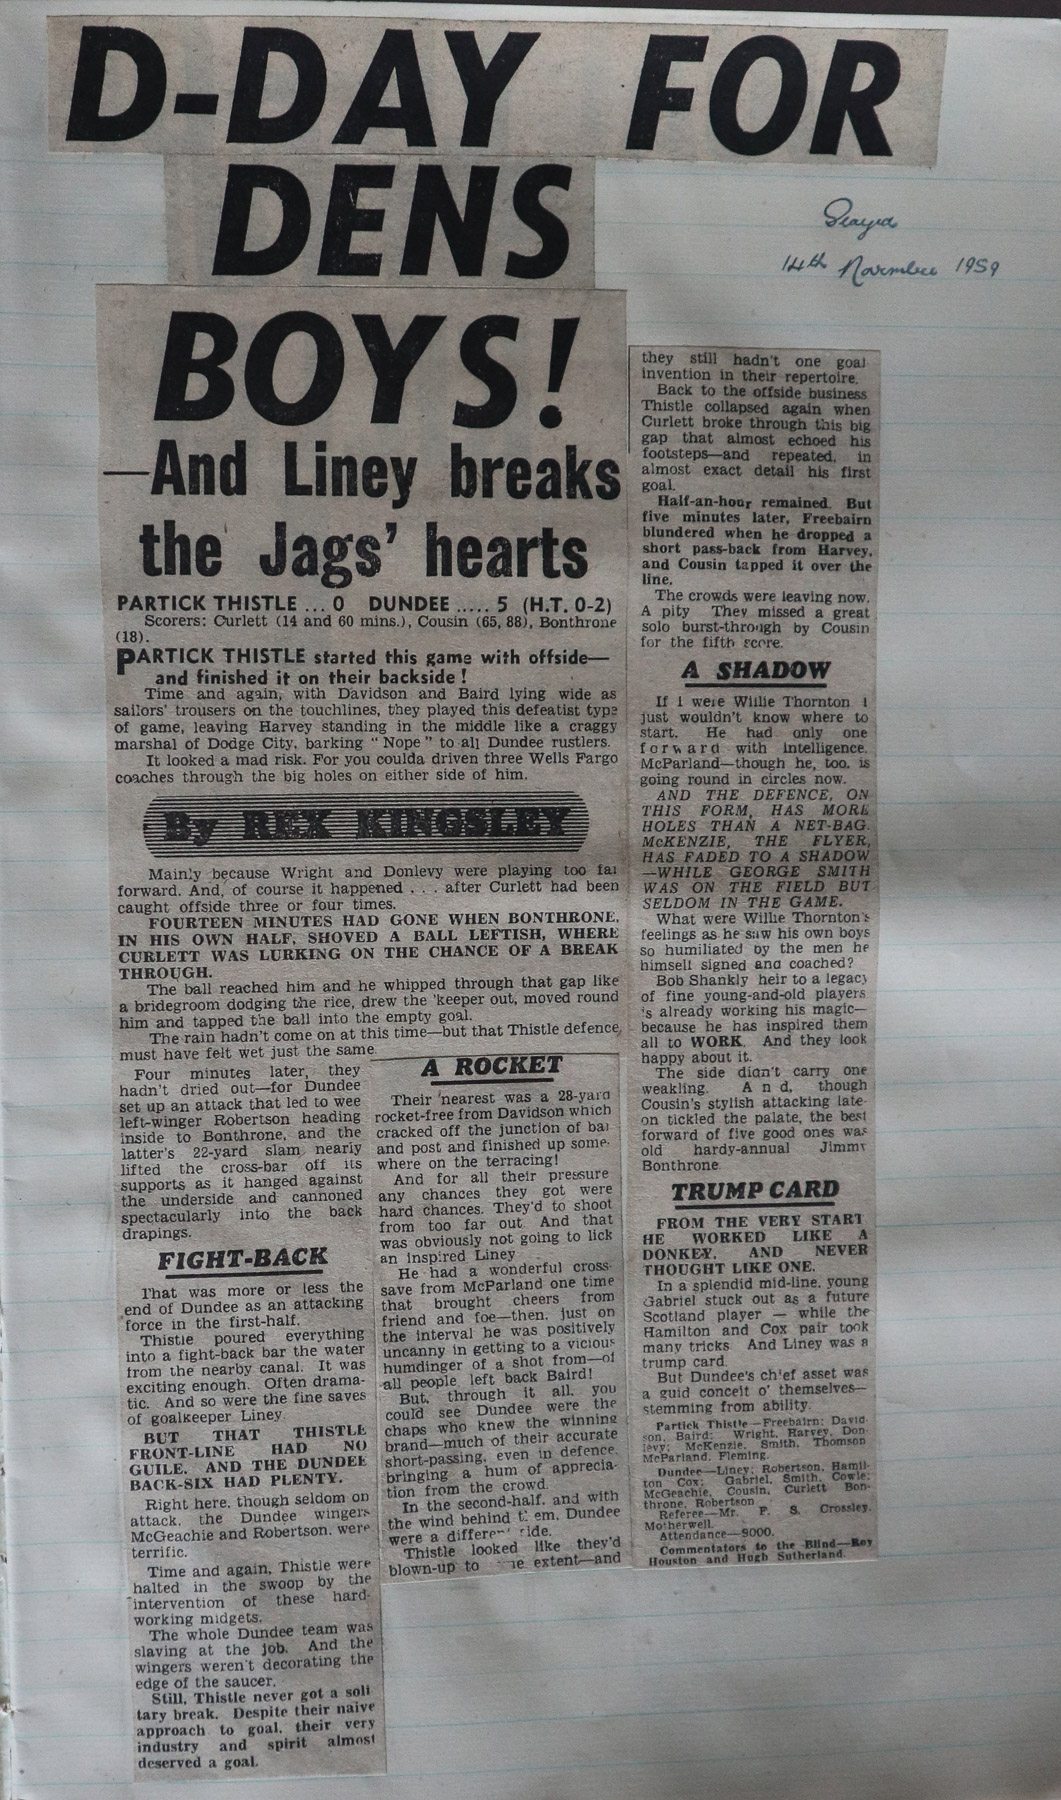 D-DAY FOR
DENS
BOYS!
—And Liney breaks
the Jags' hearts
14th November 1959
PARTICK THISTLE ... 0 DUNDEE ..... 5 (H.T. 0-2)
Scorers: Curlett (14 and 60 mins.), Cousin (65, 88), Bonthrone
(18).
PARTICK THISTLE started this game with offside—
and finished it on their backside!
Time and again, with Davidson and Baird lying wide as
sailors' trousers on the touchlines, they played this defeatist type
of game, leaving Harvey standing in the middle like a craggy
marshal of Dodge City, barking "Nope" to all Dundee rustlers.
It looked a mad risk. For you coulda driven three Wells Fargo
coaches through the big holes on either side of him.
By REX KINGSLEY
Mainly because Wright and Donlevy were playing too far
forward. And, of course it happened . . . after Curlett had been
caught offside three or four times.
FOURTEEN MINUTES HAD GONE WHEN BONTHRONE,
IN HIS OWN HALF, SHOVED A BALL LEFTISH, WHERE
CURLETT WAS LURKING ON THE CHANCE OF A BREAK
THROUGH.
The ball reached him and he whipped through that gap like
a bridegroom dodging the rice, drew the 'keeper out, moved round
him and tapped the ball into the empty goal.
The rain hadn't come on at this time—but that Thistle defence
must have felt wet just the same.
Four minutes later, they
hadn't dried out—for Dundee
set up an attack that led to wee
left-winger Robertson heading
inside to Bonthrone, and the
latter's 22-yard slam nearly
lifted the cross-bar off its
supports as it hanged against
the underside and cannoned
spectacularly into the back
drapings.
FIGHT-BACK
That was more or less the
end of Dundee as an attacking
force in the first-half.
Thistle poured everything
into a fight-back bar the water
from the nearby canal. It was
exciting enough. Often drama-
tic. And so were the fine saves
of goalkeeper Liney.
BUT THAT THISTLE
FRONT-LINE HAD NO
GUILE, AND THE DUNDEE
BACK-SIX HAD PLENTY.
Right here, though seldom on
attack, the Dundee wingers
McGeachie and Robertson, were
terrific.
Time and again, Thistle were
halted in the swoop by the
intervention of these hard-
working midgets.
The whole Dundee team was
slaving at the job. And the
wingers weren't decorating the
edge of the saucer.
Still, Thistle never got a soli
tary break. Despite their naive
approach to goal, their very
industry and spirit almost
deserved a goal.
A ROCKET
Their nearest was a 28-yard
rocket-free from Davidson which
cracked off the junction of bar
and post and finished up some-
where on the terracing!
And for all their pressure
any chances they got were
hard chances. They'd to shoot
from too far out. And that
was obviously not going to lick
an inspired Liney
He had a wonderful cross-
save from McParland one time
that brought cheers from
friend and foe—then, just on
the interval he was positively
uncanny in getting to a vicious
humdinger of a shot from—of
all people, left back Baird!
But, through it all, you
could see Dundee were the
chaps who knew the winning
brand—much of their accurate
short-passing, even in defence,
bringing a hum of apprecia-
tion from the crowd.
In the second-half, and with
the wind behind them, Dundee
were a different side.
Thistle looked like they'd
blown-up to extent—and
they still hadn't one goal
invention in their repertoire.
Back to the offside business
Thistle collapsed again when
Curlett broke through this big
gap that almost echoed his
footsteps—and repeated, in
almost exact detail his first
goal.
Half-an-hour remained. But
five minutes later, Freebairn
blundered when he dropped a
short pass-back from Harvey,
and Cousin tapped it over the
line.
The crowds were leaving now.
A pity They missed a great
solo burst-through by Cousin
for the fifth score.
A SHADOW
If I were Willie Thornton I
just wouldn't know where to
start. He had only one
forward with intelligence,
McParland—though he, too, is
going round in circles now.
AND THE DEFENCE, ON
THIS FORM, HAS MORE
HOLES THAN A NET-BAG.
McKENZIE, THE FLYER,
HAS FADED TO A SHADOW
—WHILE GEORGE SMITH
WAS ON THE FIELD BUT
SELDOM IN THE GAME.
What were Willie Thornton's
feelings as he saw his own boys
so humiliated by the men he
himself signed and coached?
Bob Shankly heir to a legacy
of fine young-and-old players
's already working his magic—
because he has inspired them
all to WORK. And they look
happy about it.
The side didn't carry one
weakling. And, though
Cousin's stylish attacking late-
on tickled the palate, the best
forward of five good ones was
old hardy-annual Jimmy
Bonthrone
TRUMP CARD
FROM THE VERY START
HE WORKED LIKE A
DONKEY, AND NEVER
THOUGHT LIKE ONE.
In a splendid mid-line, young
Gabriel stuck out as a future
Scotland player — while the
Hamilton and Cox pair took
many tricks And Liney was a
trump card.
But Dundee's chief asset was
a guid conceit o' themselves—
stemming from ability.
Partick Thistle—Freebairn; David-
son, Baird; Wright, Harvey, Don-
levy; McKenzie, Smith, Thomson
McParland, Fleming.
Dundee—Liney; Robertson, Hamil-
ton Cox; Gabriel, Smith, Cowie;
McGeachie, Cousin, Curlett Bon-
throne, Robertson
Referee—Mr. F. S. Crossley,
Motherwell.
Attendance—9000.
Commentators to the Blind—Roy
Houston and Hugh Sutherland.